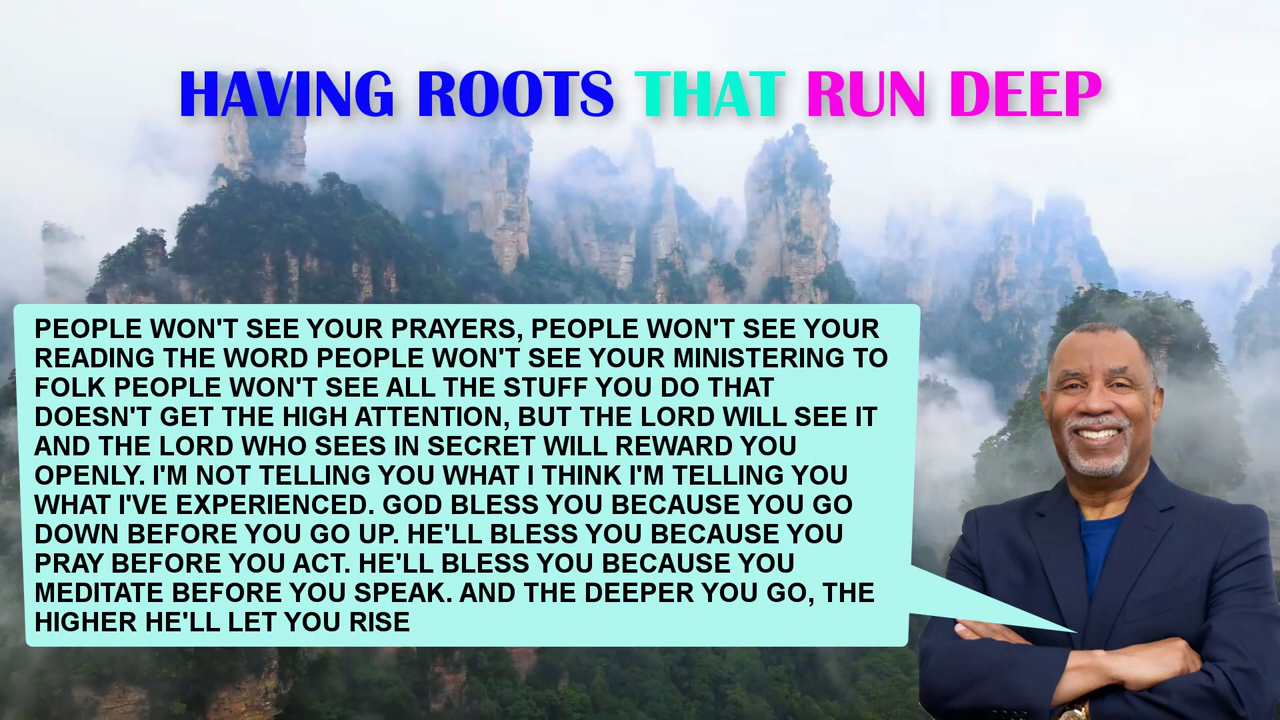 HAVING ROOTS THAT RUN DEEP
PEOPLE WON'T SEE YOUR PRAYERS, PEOPLE WON'T SEE YOUR
READING THE WORD PEOPLE WON'T SEE YOUR MINISTERING TO
FOLK PEOPLE WON'T SEE ALL THE STUFF YOU DO THAT
DOESN'T GET THE HIGH ATTENTION, BUT THE LORD WILL SEE IT
AND THE LORD WHO SEES IN SECRET WILL REWARD YOU
OPENLY. I'M NOT TELLING YOU WHAT I THINK I'M TELLING YOU
WHAT I'VE EXPERIENCED. GOD BLESS YOU BECAUSE YOU GO
DOWN BEFORE YOU GO UP. HE'LL BLESS YOU BECAUSE YOU
PRAY BEFORE YOU ACT. HE'LL BLESS YOU BECAUSE YOU
MEDITATE BEFORE YOU SPEAK. AND THE DEEPER YOU GO, THE
HIGHER HE'LL LET YOU RISE